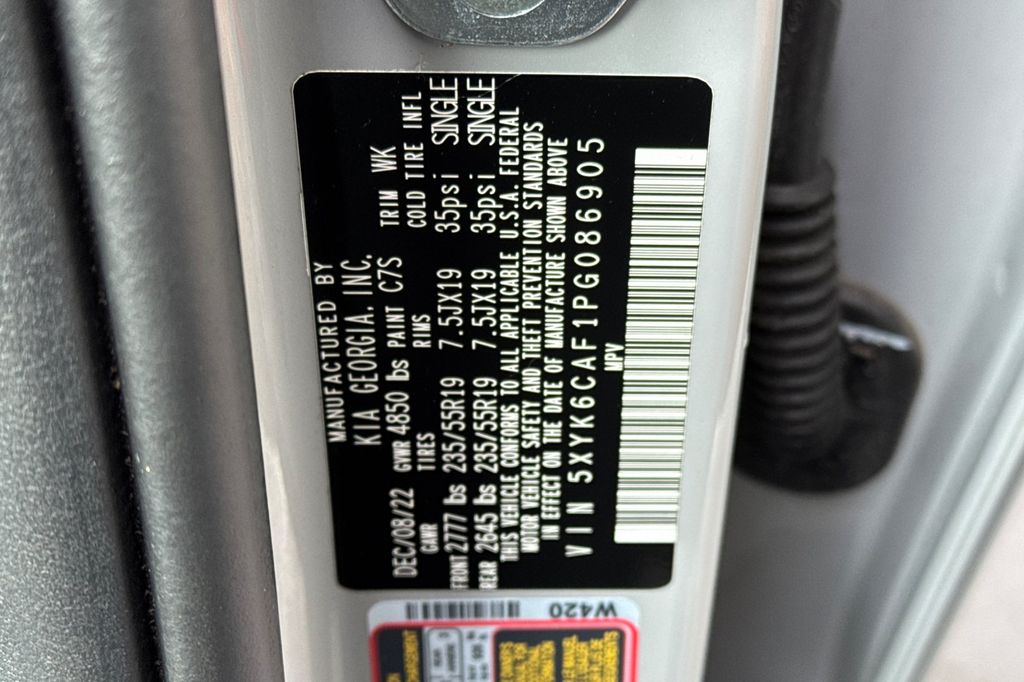 MANUFACTURED BY
KIA GEORGIA. INC.
DEC/08/22 GVWR 4850 lbs PAINT C7S TRIM WK
GAWR TIRES RIMS COLD TIRE INFL
FRONT 2777 lbs 235/55R19 7.5JX19 35psi SINGLE
REAR 2645 lbs 235/55R19 7.5JX19 35psi SINGLE
THIS VEHICLE CONFORMS TO ALL APPLICABLE U.S.A. FEDERAL
MOTOR VEHICLE SAFETY AND THEFT PREVENTION STANDARDS
IN EFFECT ON THE DATE OF MANUFACTURE SHOWN ABOVE
VIN 5XYK6CAF1PG086905
MPV
W420